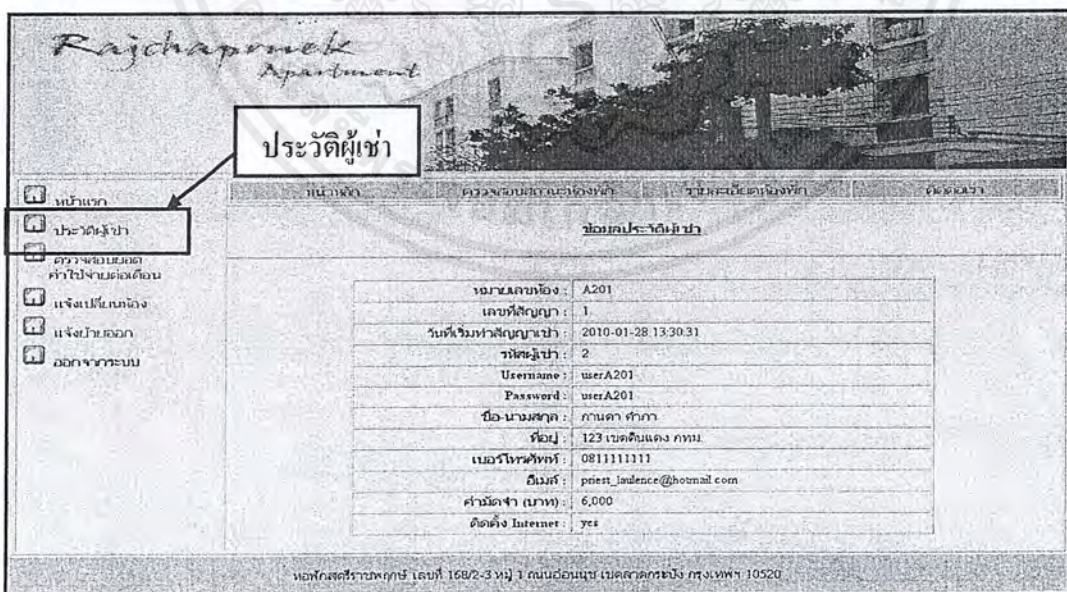 Rajchapruek
Apartment
ประวัติผู้เช่า
หน้าแรก
ประวัติผู้เช่า
ตรวจสอบยอด
ค่าใช้จ่ายต่อเดือน
แจ้งเปลี่ยนห้อง
แจ้งย้ายออก
ออกจากระบบ
หน้าหลัก ตรวจสอบสถานะห้องพัก รายละเอียดห้องพัก ติดต่อเรา
ข้อมูลประวัติผู้เช่า
หมายเลขห้อง : A201
เลขที่สัญญา : 1
วันที่เริ่มทำสัญญาเช่า : 2010-01-28 13:30:31
รหัสผู้เช่า : 2
Username : userA201
Password : userA201
ชื่อ-นามสกุล : กานดา คำภา
ที่อยู่ : 123 เขตดินแดง กทม
เบอร์โทรศัพท์ : 0811111111
อีเมล์ : priest_laulence@hotmail.com
ค่ามัดจำ (บาท) : 6,000
ติดตั้ง Internet : yes
หอพักสตรีราชพฤกษ์ เลขที่ 168/2-3 หมู่ 1 ถนนอ่อนนุช เขตลาดกระบัง กรุงเทพฯ 10520